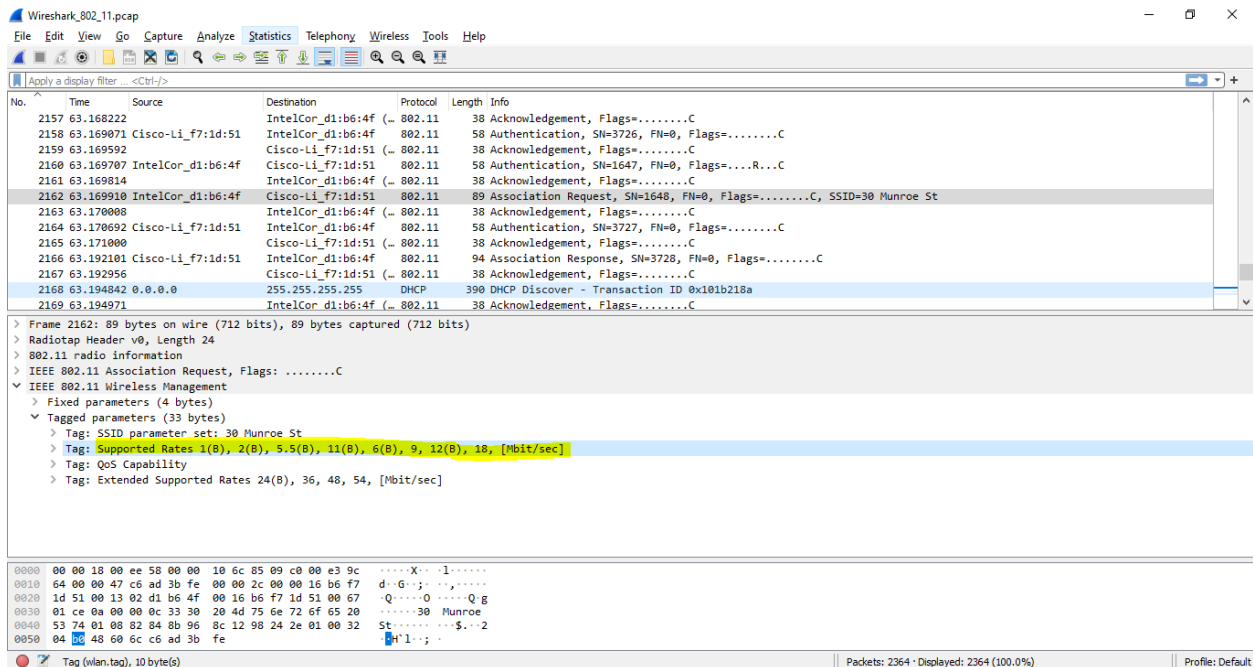 Wireshark_802_11.pcap
File Edit View Go Capture Analyze Statistics Telephony Wireless Tools Help
Apply a display filter ... <Ctrl-/>
No. Time Source Destination Protocol Length Info
2157 63.168222 IntelCor_d1:b6:4f (… 802.11 38 Acknowledgement, Flags=........C
2158 63.169071 Cisco-Li_f7:1d:51 IntelCor_d1:b6:4f 802.11 58 Authentication, SN=3726, FN=0, Flags=........C
2159 63.169592 Cisco-Li_f7:1d:51 (… 802.11 38 Acknowledgement, Flags=........C
2160 63.169707 IntelCor_d1:b6:4f Cisco-Li_f7:1d:51 802.11 58 Authentication, SN=1647, FN=0, Flags=....R...C
2161 63.169814 IntelCor_d1:b6:4f (… 802.11 38 Acknowledgement, Flags=........C
2162 63.169910 IntelCor_d1:b6:4f Cisco-Li_f7:1d:51 802.11 89 Association Request, SN=1648, FN=0, Flags=........C, SSID=30 Munroe St
2163 63.170008 IntelCor_d1:b6:4f (… 802.11 38 Acknowledgement, Flags=........C
2164 63.170692 Cisco-Li_f7:1d:51 IntelCor_d1:b6:4f 802.11 58 Authentication, SN=3727, FN=0, Flags=........C
2165 63.171000 Cisco-Li_f7:1d:51 (… 802.11 38 Acknowledgement, Flags=........C
2166 63.192101 Cisco-Li_f7:1d:51 IntelCor_d1:b6:4f 802.11 94 Association Response, SN=3728, FN=0, Flags=........C
2167 63.192956 Cisco-Li_f7:1d:51 (… 802.11 38 Acknowledgement, Flags=........C
2168 63.194842 0.0.0.0 255.255.255.255 DHCP 390 DHCP Discover - Transaction ID 0x101b218a
2169 63.194971 IntelCor_d1:b6:4f (… 802.11 38 Acknowledgement, Flags=........C
Frame 2162: 89 bytes on wire (712 bits), 89 bytes captured (712 bits)
Radiotap Header v0, Length 24
802.11 radio information
IEEE 802.11 Association Request, Flags: ........C
IEEE 802.11 Wireless Management
Fixed parameters (4 bytes)
Tagged parameters (33 bytes)
Tag: SSID parameter set: 30 Munroe St
Tag: Supported Rates 1(B), 2(B), 5.5(B), 11(B), 6(B), 9, 12(B), 18, [Mbit/sec]
Tag: QoS Capability
Tag: Extended Supported Rates 24(B), 36, 48, 54, [Mbit/sec]
0000 00 00 18 00 ee 58 00 00 10 6c 85 09 c0 00 e3 9c ·····X·· ·l······
0010 64 00 00 47 c6 ad 3b fe 00 00 2c 00 00 16 b6 f7 d··G··;· ··,·····
0020 1d 51 00 13 02 d1 b6 4f 00 16 b6 f7 1d 51 00 67 ·Q·····O ·····Q·g
0030 01 ce 0a 00 00 0c 33 30 20 4d 75 6e 72 6f 65 20 ······30 Munroe
0040 53 74 01 08 82 84 8b 96 8c 12 98 24 2e 01 00 32 St······ ···$.··2
0050 04 b0 48 60 6c c6 ad 3b fe ··H`l··; ·
Tag (wlan.tag), 10 byte(s) Packets: 2364 · Displayed: 2364 (100.0%) Profile: Default